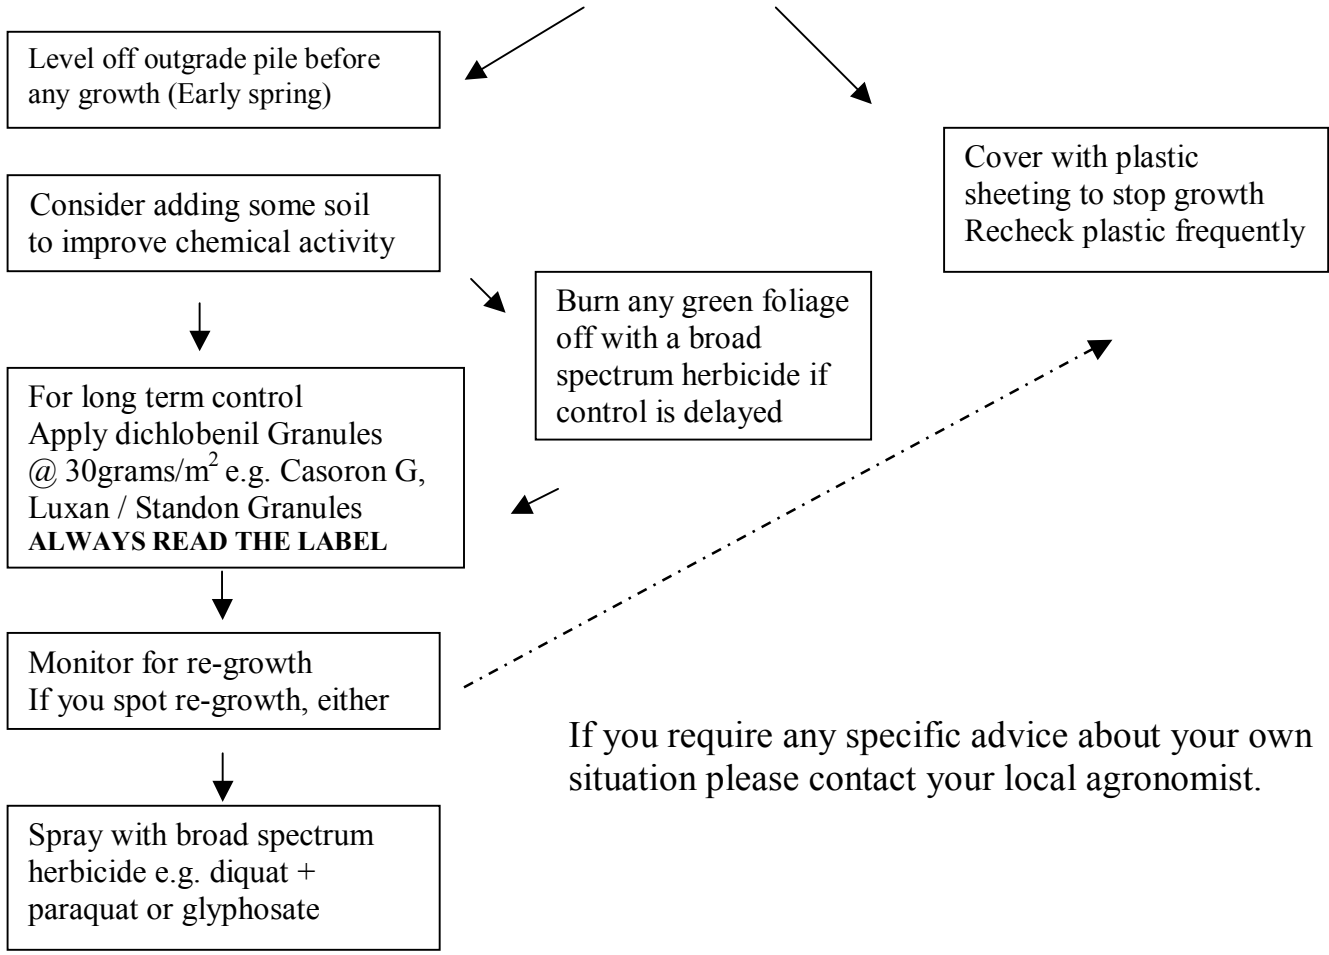 Level off outgrade pile before
any growth (Early spring)
Consider adding some soil
to improve chemical activity
Cover with plastic
sheeting to stop growth
Recheck plastic frequently
Burn any green foliage
off with a broad
spectrum herbicide if
control is delayed
For long term control
Apply dichlobenil Granules
@ 30grams/m² e.g. Casoron G,
Luxan / Standon Granules
ALWAYS READ THE LABEL
Monitor for re-growth
If you spot re-growth, either
If you require any specific advice about your own
situation please contact your local agronomist.
Spray with broad spectrum
herbicide e.g. diquat +
paraquat or glyphosate